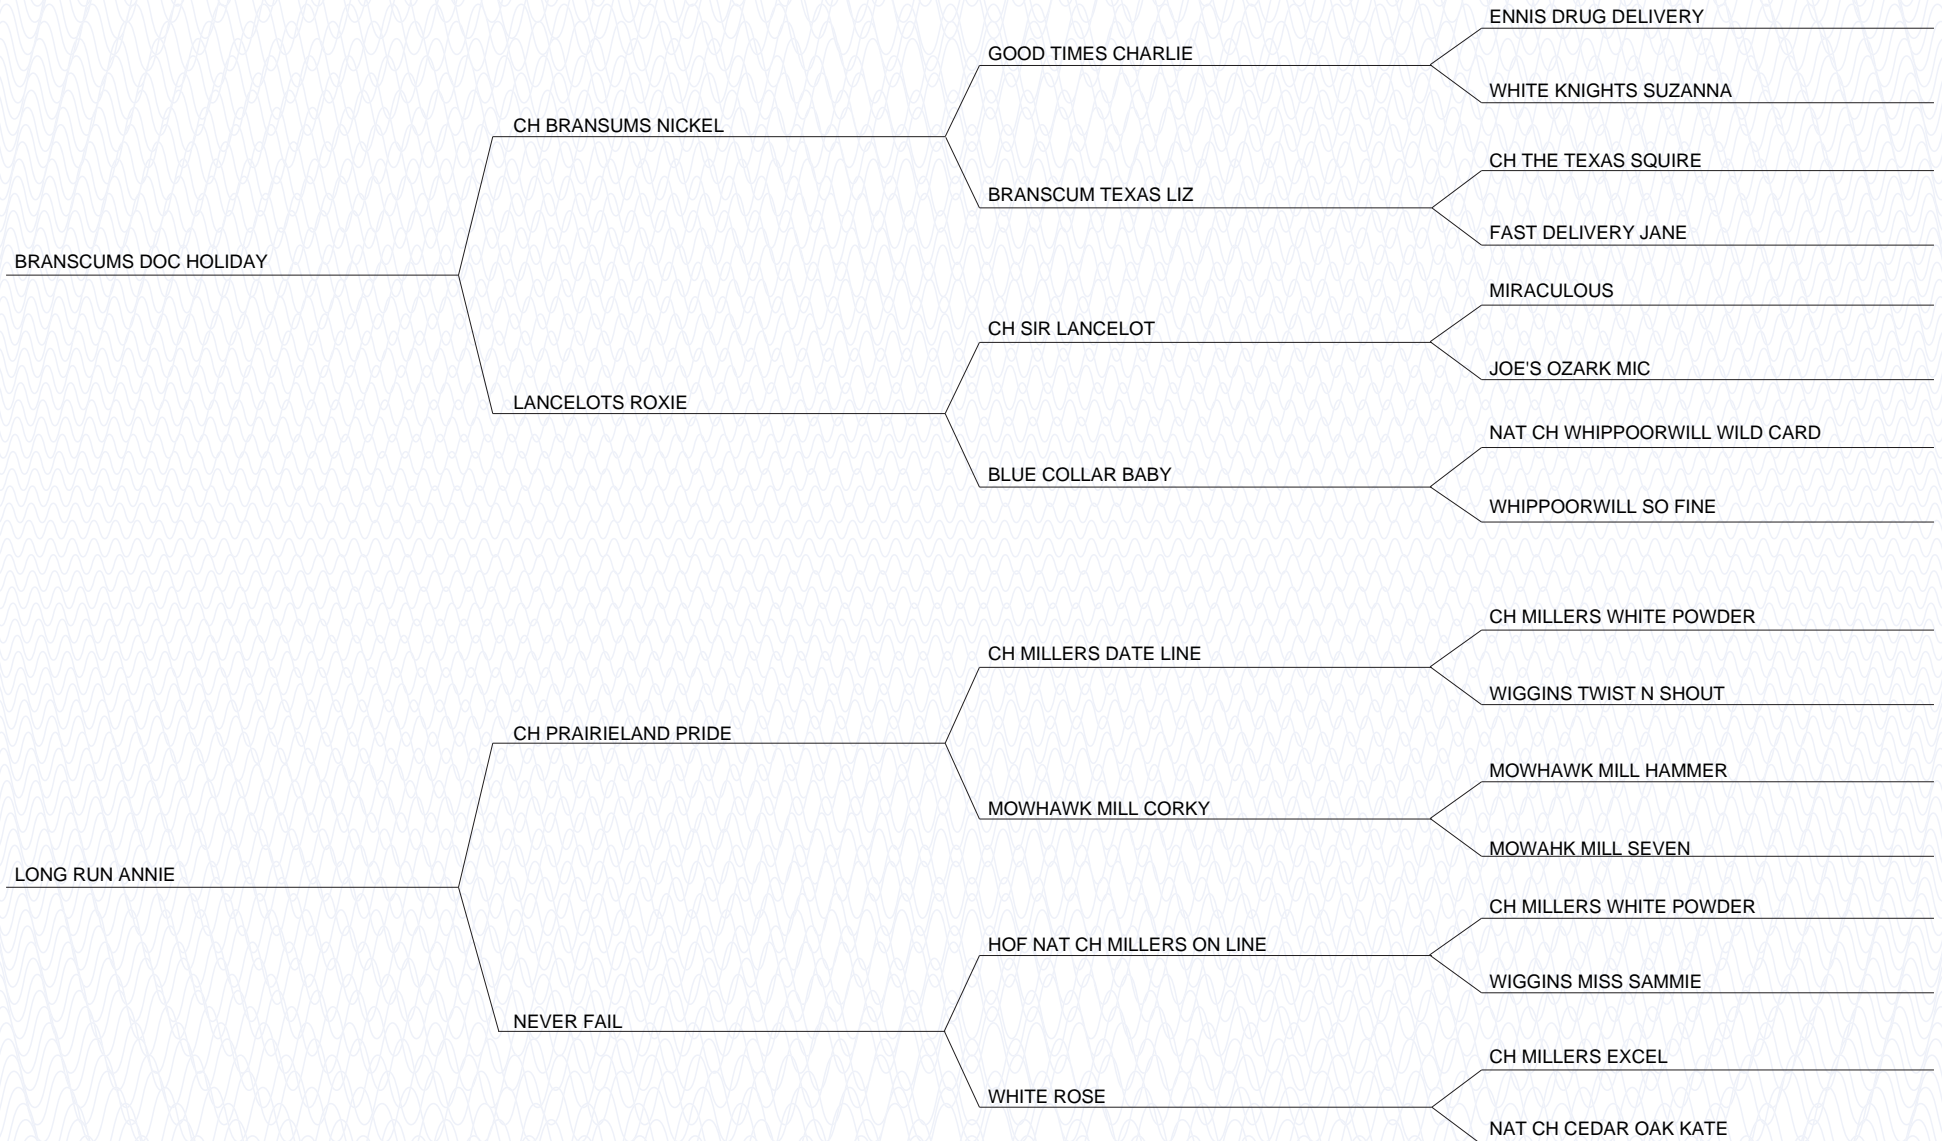 BRANSCUMS DOC HOLIDAY
CH BRANSUMS NICKEL
GOOD TIMES CHARLIE
ENNIS DRUG DELIVERY
WHITE KNIGHTS SUZANNA
BRANSCUM TEXAS LIZ
CH THE TEXAS SQUIRE
FAST DELIVERY JANE
LANCELOTS ROXIE
CH SIR LANCELOT
MIRACULOUS
JOE'S OZARK MIC
BLUE COLLAR BABY
NAT CH WHIPPOORWILL WILD CARD
WHIPPOORWILL SO FINE
LONG RUN ANNIE
CH PRAIRIELAND PRIDE
CH MILLERS DATE LINE
CH MILLERS WHITE POWDER
WIGGINS TWIST N SHOUT
MOWHAWK MILL CORKY
MOWHAWK MILL HAMMER
MOWAHK MILL SEVEN
NEVER FAIL
HOF NAT CH MILLERS ON LINE
CH MILLERS WHITE POWDER
WIGGINS MISS SAMMIE
WHITE ROSE
CH MILLERS EXCEL
NAT CH CEDAR OAK KATE